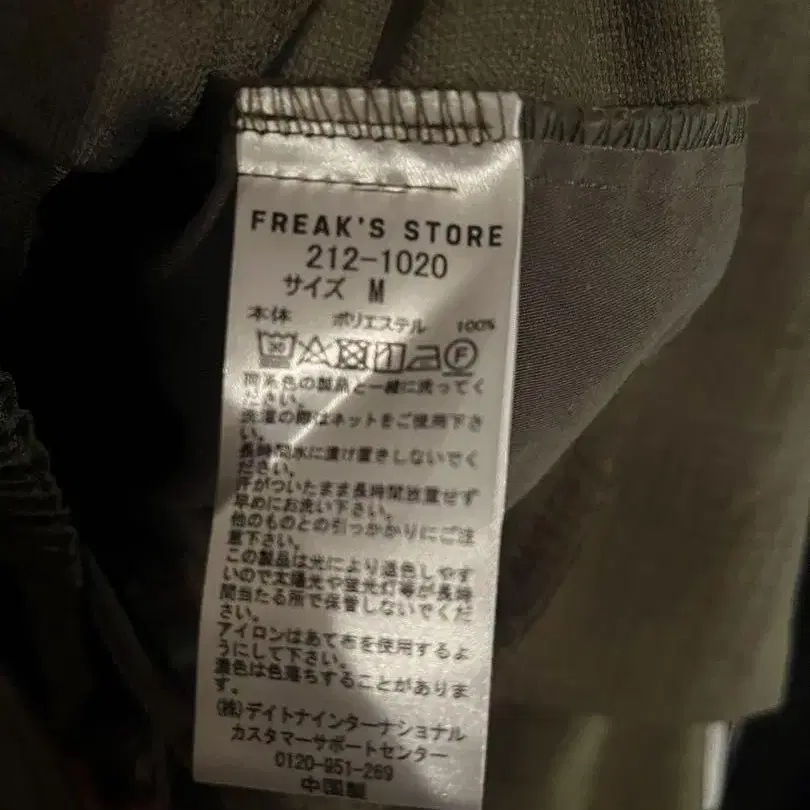 FREAK'S STORE
212-1020
サイズ M
本体 ポリエステル 100%
30 F
同系色の製品と一緒に洗ってく
ださい。
洗濯の際はネットをご使用下さ
い。
長時間水に漬け置きしないでく
ださい。
汗がついたまま長時間放置せず
早めにお洗い下さい。
他のものとの引っかかりにご注
意下さい。
この製品は光により退色しやす
いので太陽光や蛍光灯等が長時
間当たる所で保管しないでくだ
さい。
アイロンはあて布を使用するよ
うにして下さい。
濃色は色落ちすることがありま
す。
(株)デイトナインターナショナル
カスタマーサポートセンター
0120-951-269
中国製